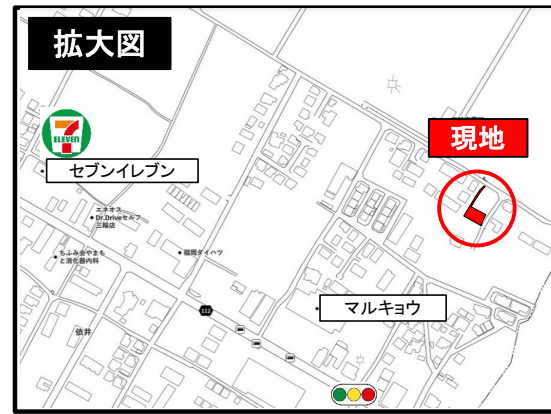 拡大図
現地
7
ELEVEN
セブンイレブン
エネオス
Dr.Driveセルフ
三輪店
ちふみ会やまも
と消化器内科
福岡ダイハツ
マルキョウ
112
依井